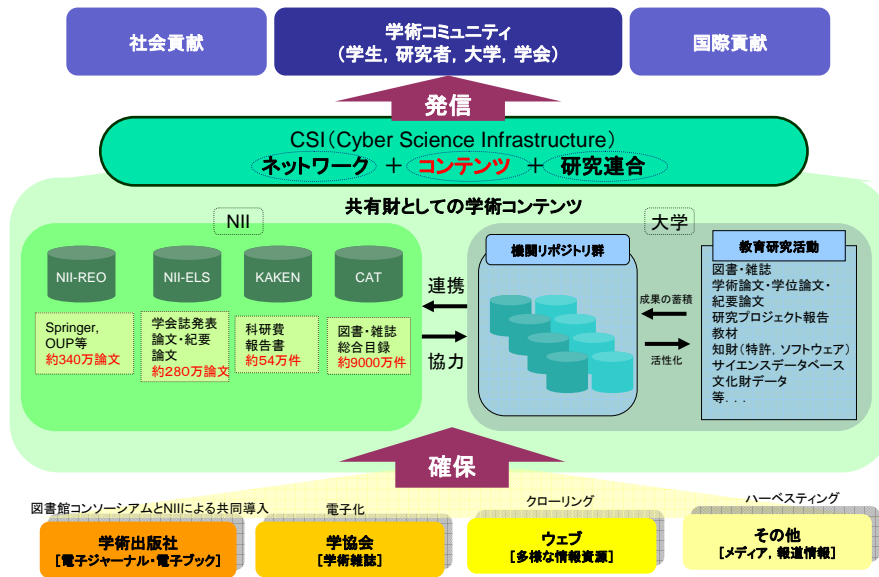 社会貢献
学術コミュニティ
(学生, 研究者, 大学, 学会)
国際貢献
発信
CSI(Cyber Science Infrastructure)
ネットワーク + コンテンツ + 研究連合
共有財としての学術コンテンツ
NII
大学
NII-REO
NII-ELS
KAKEN
CAT
Springer,
OUP等
約340万論文
学会誌発表
論文・紀要
論文
約280万論文
科研費
報告書
約54万件
図書・雑誌
総合目録
約9000万件
連携
協力
機関リポジトリ群
成果の蓄積
活性化
教育研究活動
図書・雑誌
学術論文・学位論文・
紀要論文
研究プロジェクト報告
教材
知財(特許, ソフトウェア)
サイエンスデータベース
文化財データ
等. . .
確保
図書館コンソーシアムとNIIによる共同導入
電子化
クローリング
ハーベスティング
学術出版社
[電子ジャーナル・電子ブック]
学協会
[学術雑誌]
ウェブ
[多様な情報資源]
その他
[メディア, 報道情報]